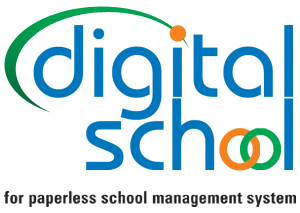 digital
school
for paperless school management system